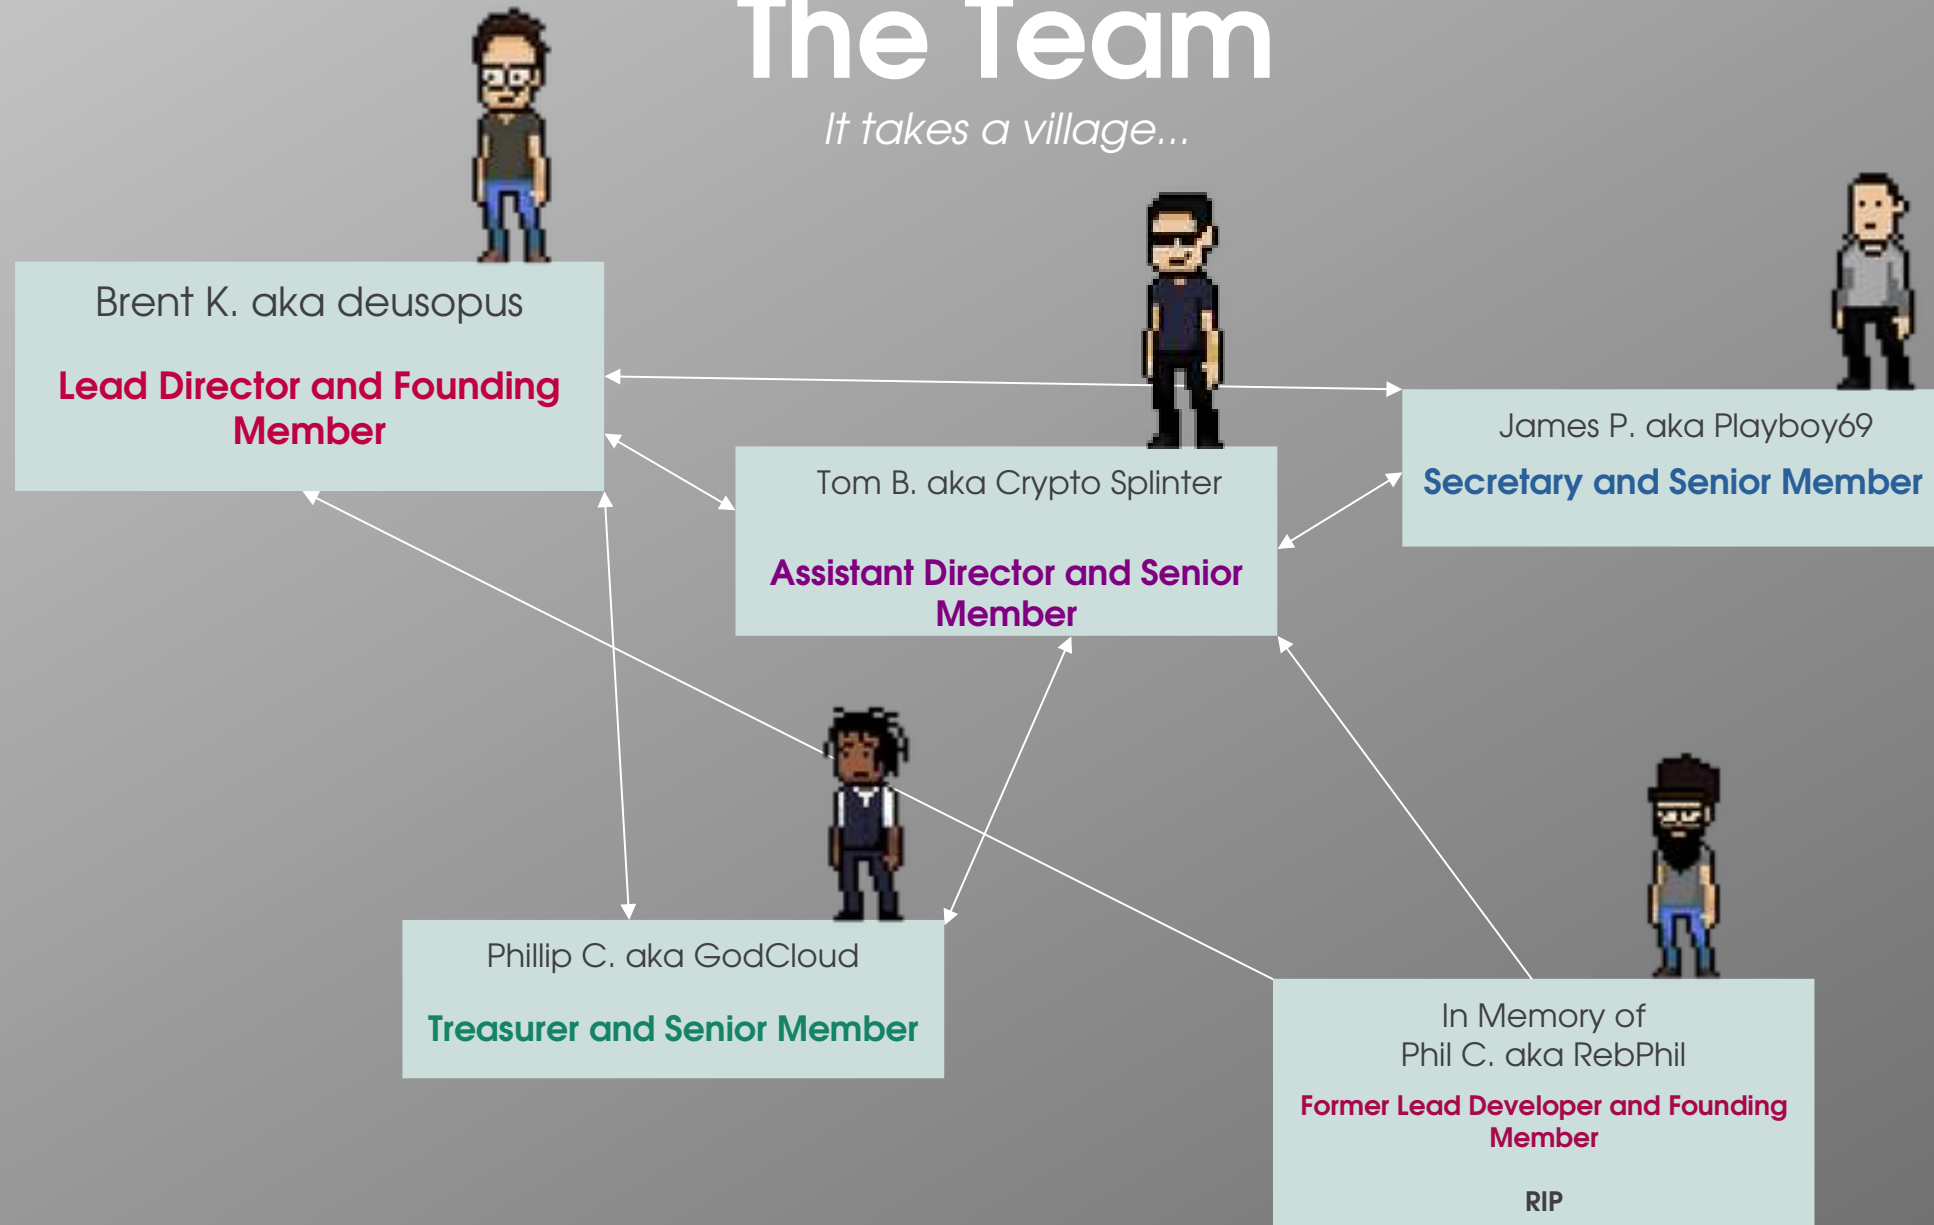 The Team
It takes a village...
Brent K. aka deusopus
Lead Director and Founding
Member
Tom B. aka Crypto Splinter
Assistant Director and Senior
Member
James P. aka Playboy69
Secretary and Senior Member
Phillip C. aka GodCloud
Treasurer and Senior Member
In Memory of
Phil C. aka RebPhil
Former Lead Developer and Founding
Member
RIP